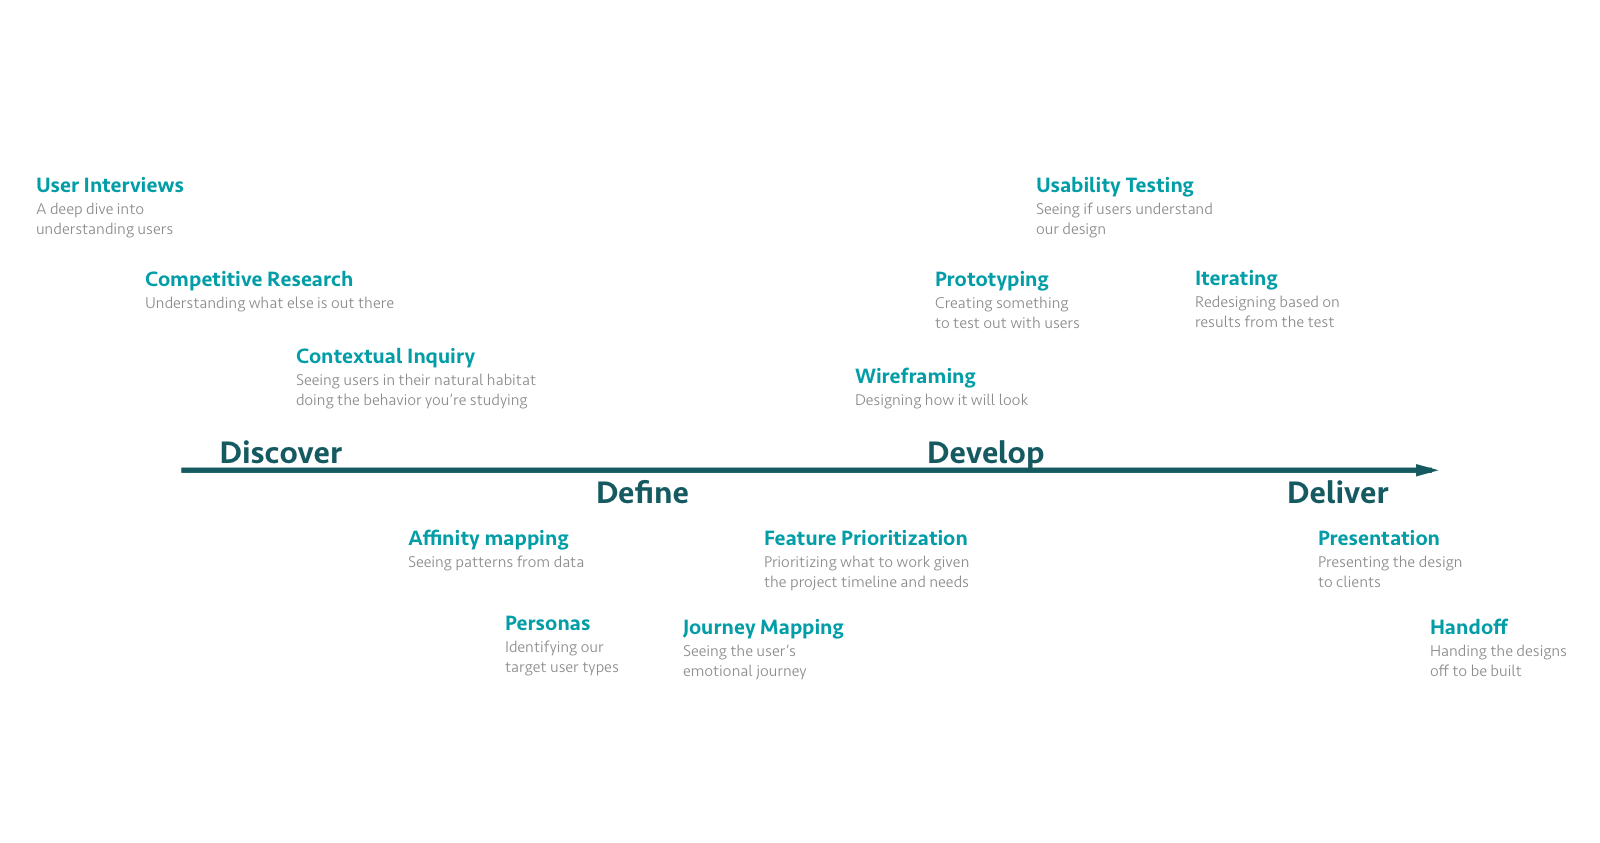 User Interviews
A deep dive into
understanding users
Competitive Research
Understanding what else is out there
Contextual Inquiry
Seeing users in their natural habitat
doing the behavior you’re studying
Usability Testing
Seeing if users understand
our design
Prototyping
Creating something
to test out with users
Iterating
Redesigning based on
results from the test
Wireframing
Designing how it will look
Discover
Develop
Define
Deliver
Affinity mapping
Seeing patterns from data
Personas
Identifying our
target user types
Journey Mapping
Seeing the user’s
emotional journey
Feature Prioritization
Prioritizing what to work given
the project timeline and needs
Presentation
Presenting the design
to clients
Handoff
Handing the designs
off to be built